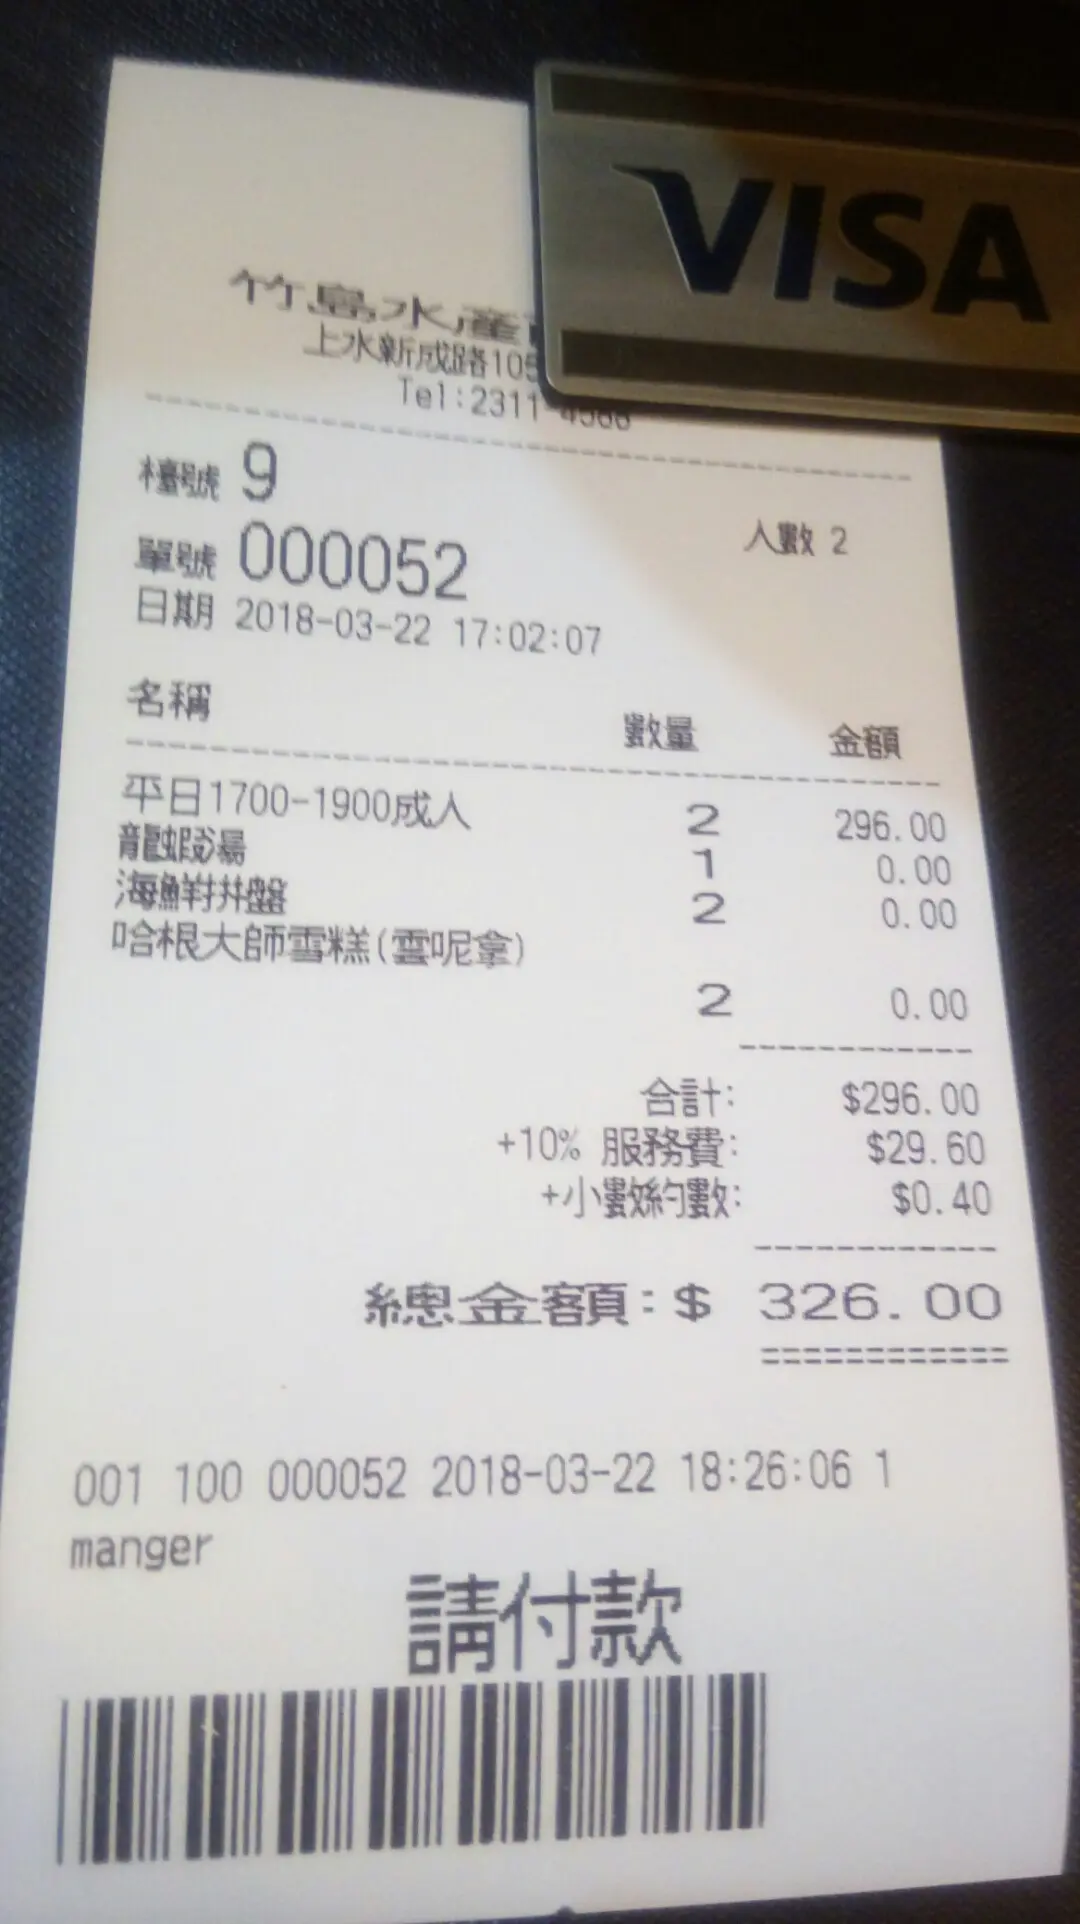 VISA
竹島水產
上水新成路105
Tel:2311-4566
檯號 9
人數 2
單號 000052
日期 2018-03-22 17:02:07
名稱 數量 金額
平日1700-1900成人 2 296.00
龍蝦湯 1 0.00
海鮮拼盤 2 0.00
哈根大師雪糕(雲呢拿)
2 0.00
合計: $296.00
+10% 服務費: $29.60
+小數約數: $0.40
總金額:$ 326.00
001 100 000052 2018-03-22 18:26:06 1
manger
請付款